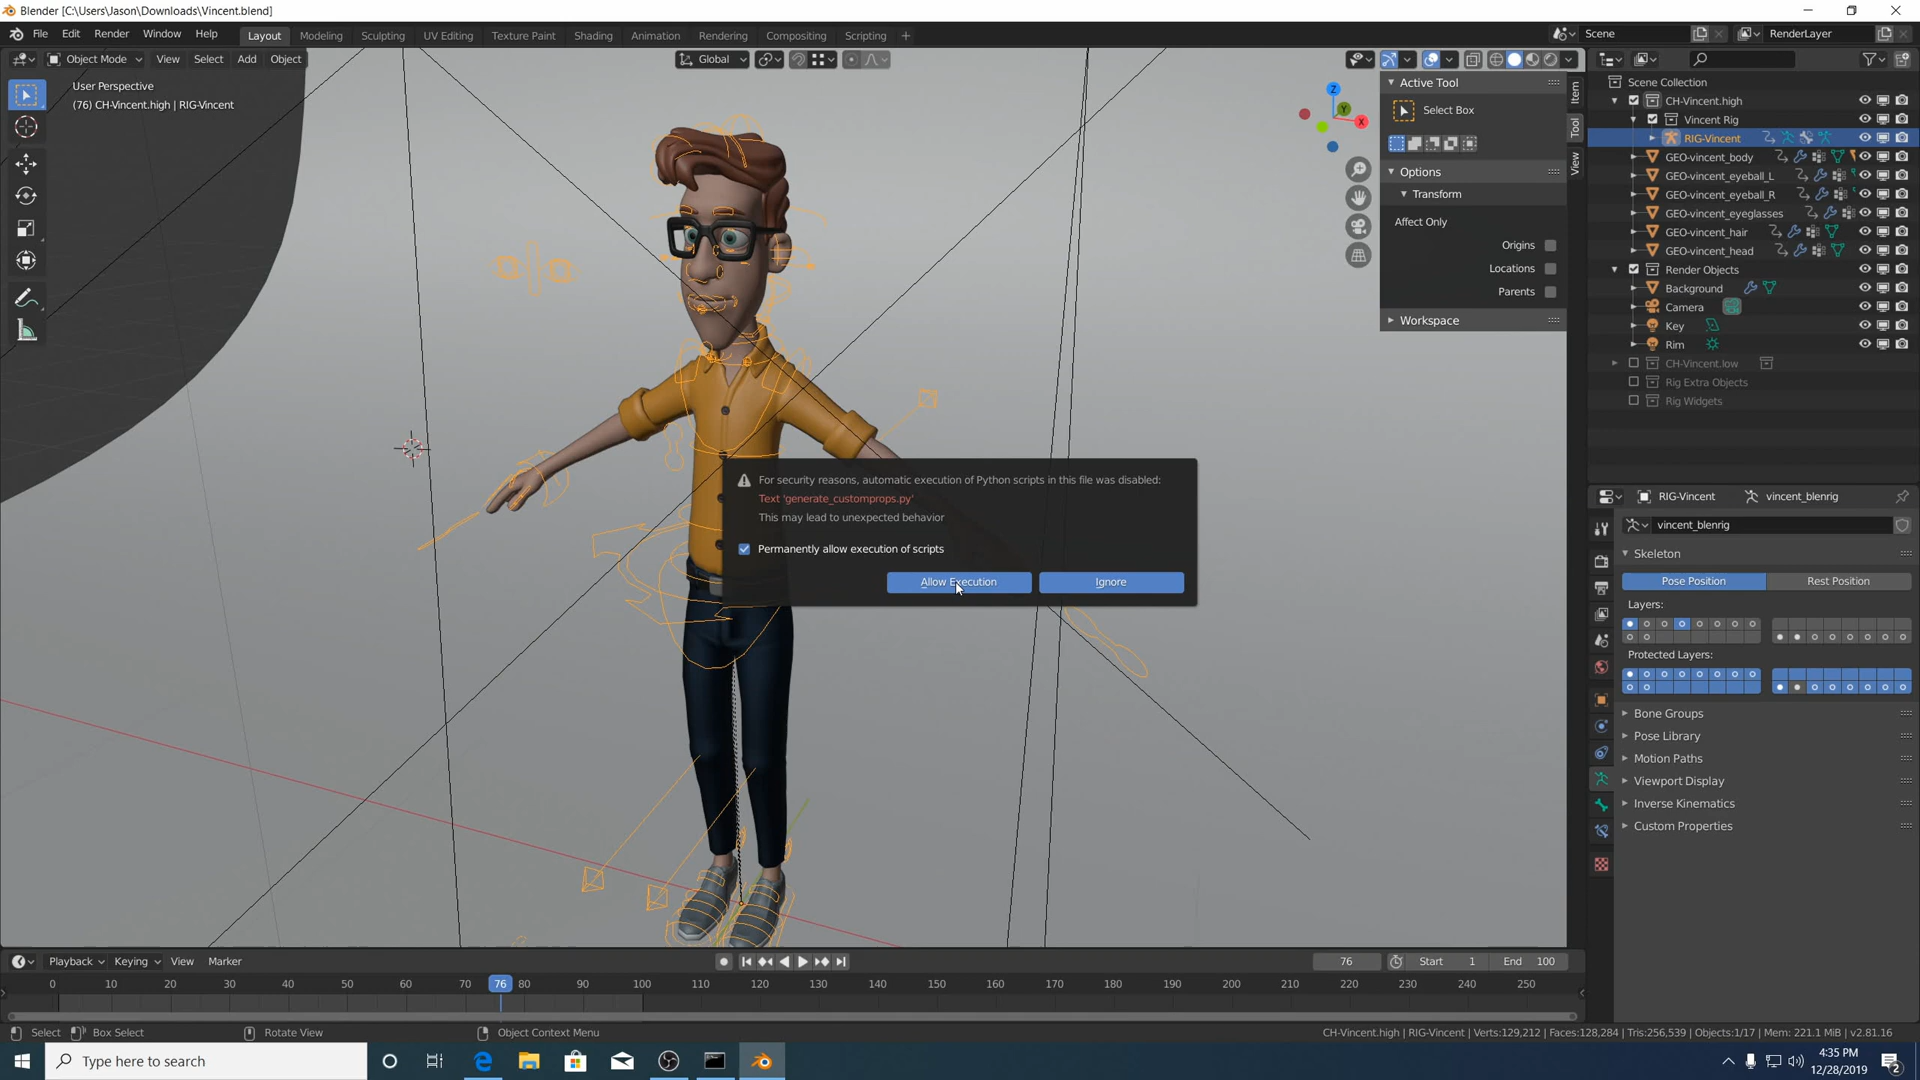 Blender [C:\Users\Jason\Downloads\Vincent.blend]
File Edit Render Window Help Layout Modeling Sculpting UV Editing Texture Paint Shading Animation Rendering Compositing Scripting + Scene RenderLayer
Object Mode View Select Add Object Global
User Perspective
(76) CH-Vincent.high | RIG-Vincent
Z
Y
X
Active Tool
Select Box
Options
Transform
Affect Only
Origins
Locations
Parents
Workspace
Item
Tool
View
Scene Collection
CH-Vincent.high
Vincent Rig
RIG-Vincent
GEO-vincent_body
GEO-vincent_eyeball_L
GEO-vincent_eyeball_R
GEO-vincent_eyeglasses
GEO-vincent_hair
GEO-vincent_head
Render Objects
Background
Camera
Key
Rim
CH-Vincent.low
Rig Extra Objects
Rig Widgets
For security reasons, automatic execution of Python scripts in this file was disabled:
Text 'generate_customprops.py'
This may lead to unexpected behavior
Permanently allow execution of scripts
Allow Execution Ignore
RIG-Vincent vincent_blenrig
vincent_blenrig
Skeleton
Pose Position Rest Position
Layers:
Protected Layers:
Bone Groups
Pose Library
Motion Paths
Viewport Display
Inverse Kinematics
Custom Properties
Playback Keying View Marker 76 Start 1 End 100
0 10 20 30 40 50 60 70 76 80 90 100 110 120 130 140 150 160 170 180 190 200 210 220 230 240 250
Select Box Select Rotate View Object Context Menu CH-Vincent.high | RIG-Vincent | Verts:129,212 | Faces:128,284 | Tris:256,539 | Objects:1/17 | Mem: 221.1 MiB | v2.81.16
Type here to search
4:35 PM
12/28/2019
2